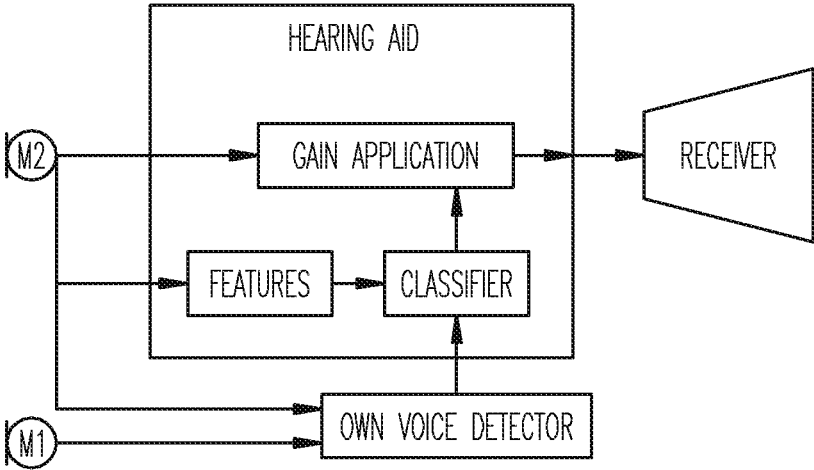 HEARING AID
M2
GAIN APPLICATION
RECEIVER
FEATURES
CLASSIFIER
M1
OWN VOICE DETECTOR